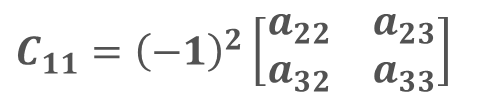 C₁₁ = (−1)² [a₂₂ a₂₃
a₃₂ a₃₃]